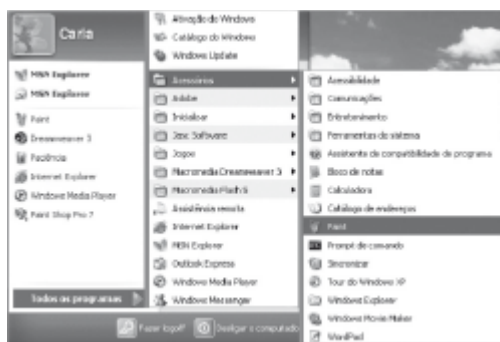 Carla
MSN Explorer
MSN Explorer
Paint
Dreamweaver 3
Paciência
Internet Explorer
Windows Media Player
Paint Shop Pro 7
Todos os programas
Ativação do Windows
Catálogo do Windows
Windows Update
Acessórios
Adobe
Inicializar
Jasc Software
Jogos
Macromedia Dreamweaver 3
Macromedia Flash 5
Assistência remota
Internet Explorer
MSN Explorer
Outlook Express
Windows Media Player
Windows Messenger
Acessibilidade
Comunicações
Entretenimento
Ferramentas do sistema
Assistente de compatibilidade de programa
Bloco de notas
Calculadora
Catálogo de endereços
Paint
Prompt de comando
Sincronizar
Tour do Windows XP
Windows Explorer
Windows Movie Maker
WordPad
Fazer logoff
Desligar o computado